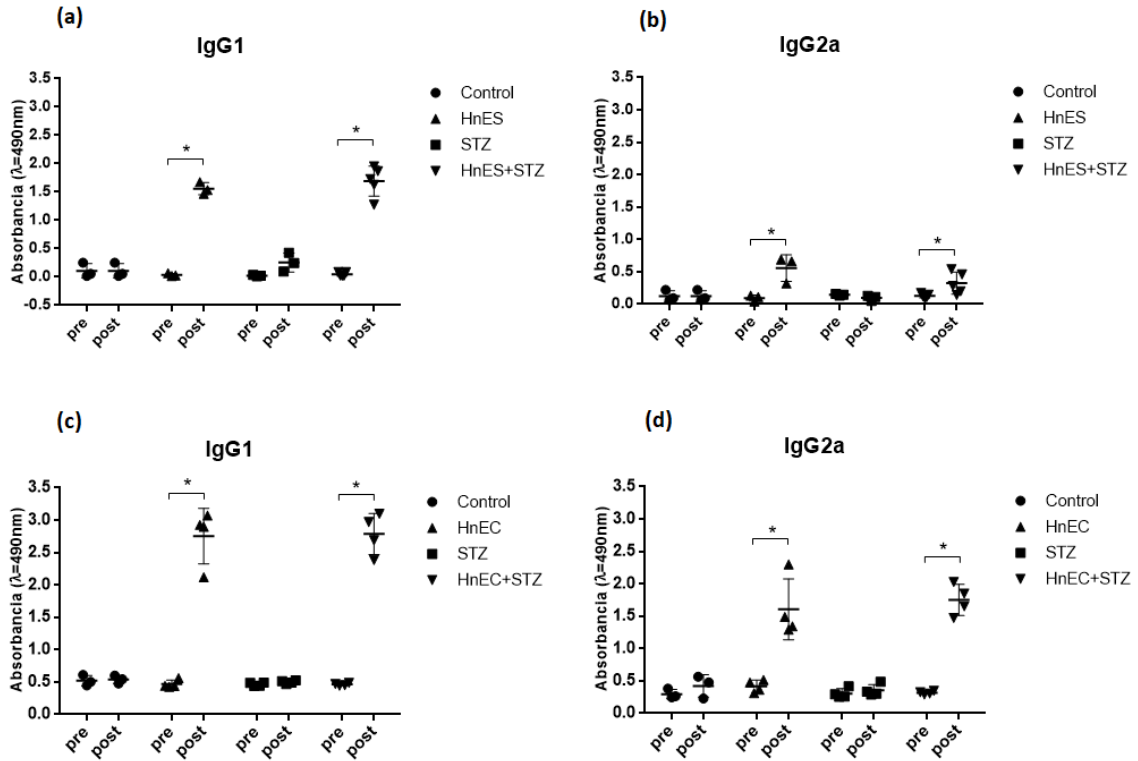 (a)
IgG1
Absorbancia (λ=490nm)
3.5
3.0
2.5
2.0
1.5
1.0
0.5
0.0
-0.5
pre post pre post pre post pre post
Control
HnES
STZ
HnES+STZ
*
*
(b)
IgG2a
Absorbancia (λ=490nm)
3.5
3.0
2.5
2.0
1.5
1.0
0.5
0.0
pre post pre post pre post pre post
Control
HnES
STZ
HnES+STZ
*
*
(c)
IgG1
Absorbancia (λ=490nm)
3.5
3.0
2.5
2.0
1.5
1.0
0.5
0.0
pre post pre post pre post pre post
Control
HnEC
STZ
HnEC+STZ
*
*
(d)
IgG2a
Absorbancia (λ=490nm)
3.5
3.0
2.5
2.0
1.5
1.0
0.5
0.0
pre post pre post pre post pre post
Control
HnEC
STZ
HnEC+STZ
*
*